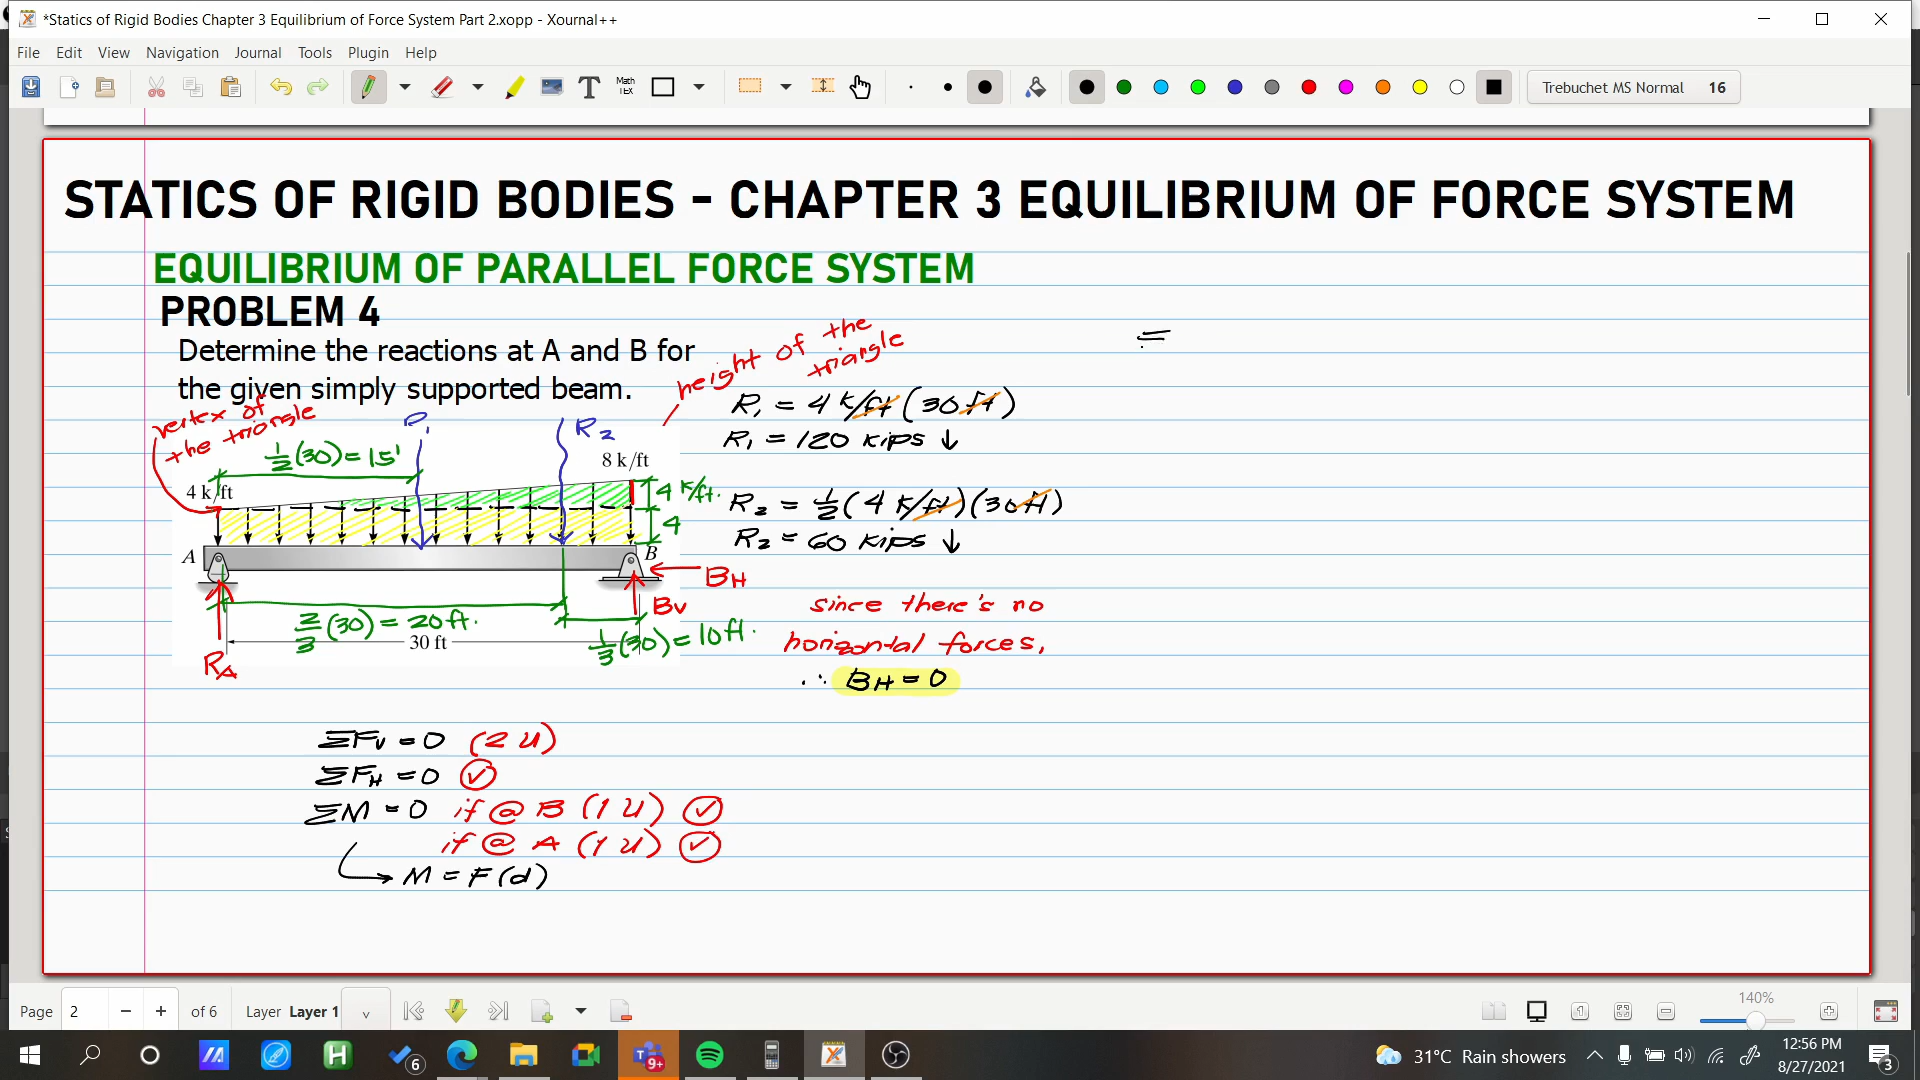 *Statics of Rigid Bodies Chapter 3 Equilibrium of Force System Part 2.xopp - Xournal++
File Edit View Navigation Journal Tools Plugin Help
Math TEX
Trebuchet MS Normal 16
STATICS OF RIGID BODIES - CHAPTER 3 EQUILIBRIUM OF FORCE SYSTEM
EQUILIBRIUM OF PARALLEL FORCE SYSTEM
PROBLEM 4
Determine the reactions at A and B for
the given simply supported beam.
height of the
triangle
=
vertex of
the triangle
R₁ = 4 k/ft (30 ft)
R₁ = 120 kips ↓
R₁
R₂
½(30) = 15'
8 k/ft
4 k/ft
4 k/ft.
4
R₂ = ½(4 k/ft)(30 ft)
R₂ = 60 kips ↓
A
B
BH
Bv
⅔(30) = 20 ft.
⅓(30) = 10 ft.
30 ft
RA
since there's no
horizontal forces,
∴ BH = 0
ΣFv = 0 (2 U)
ΣFH = 0 ✓
ΣM = 0 if @ B (1 U) ✓
if @ A (1 U) ✓
M = F(d)
Page 2 of 6 Layer Layer 1
140%
6
9+
31°C Rain showers
12:56 PM
8/27/2021
3